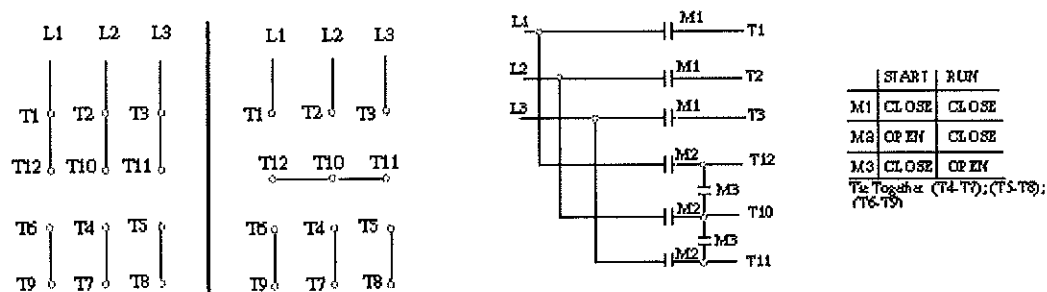 L1 L2 L3
T1 T2 T3
T12 T10 T11
T6 T4 T5
T9 T7 T8
L1 L2 L3
T1 T2 T3
T12 T10 T11
T6 T4 T5
T9 T7 T8
L1 M1 T1
L2 M1 T2
L3 M1 T3
M2 T12
M3
M2 T10
M3
M2 T11
START RUN
M1 CLOSE CLOSE
M2 OPEN CLOSE
M3 CLOSE OPEN
Tie Together (T4-T7);(T5-T8);
(T6-T9)